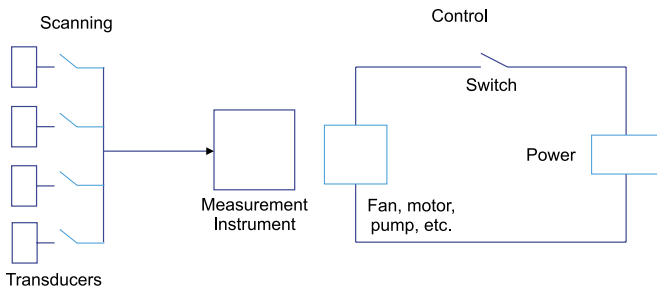 Scanning
Transducers
Measurement
Instrument
Control
Switch
Power
Fan, motor,
pump, etc.